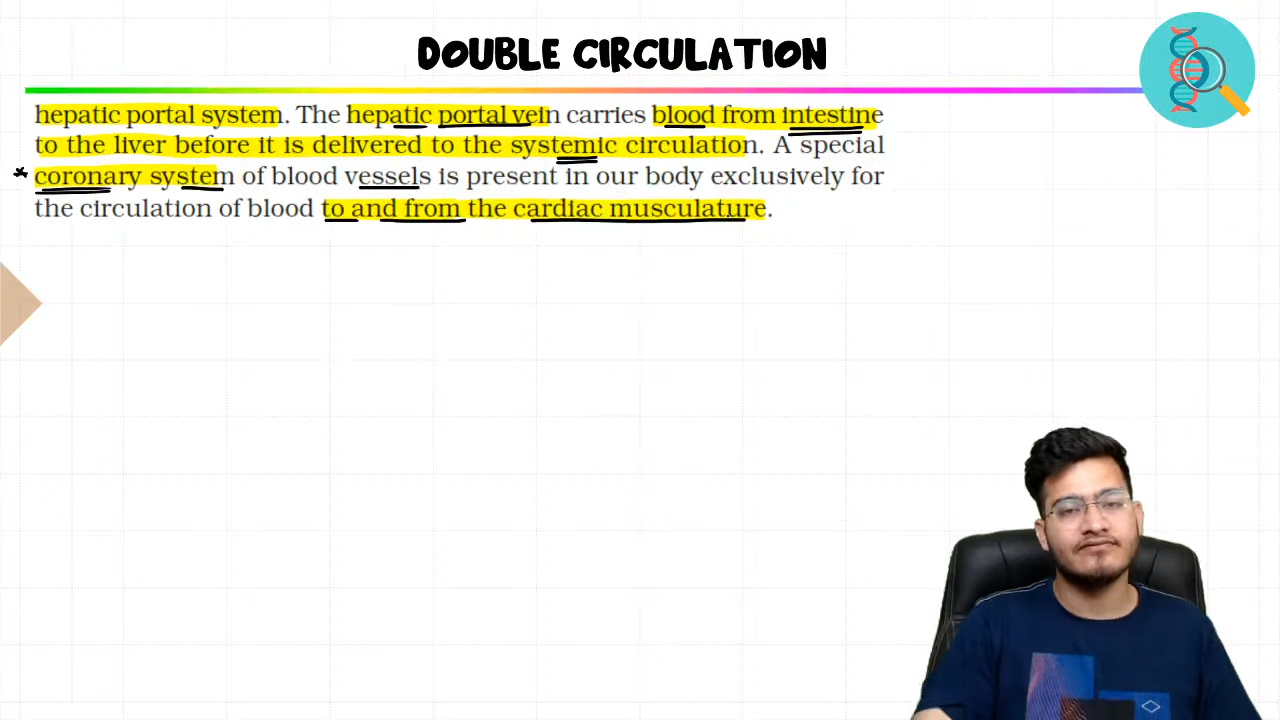 DOUBLE CIRCULATION
hepatic portal system. The hepatic portal vein carries blood from intestine
to the liver before it is delivered to the systemic circulation. A special
coronary system of blood vessels is present in our body exclusively for
the circulation of blood to and from the cardiac musculature.